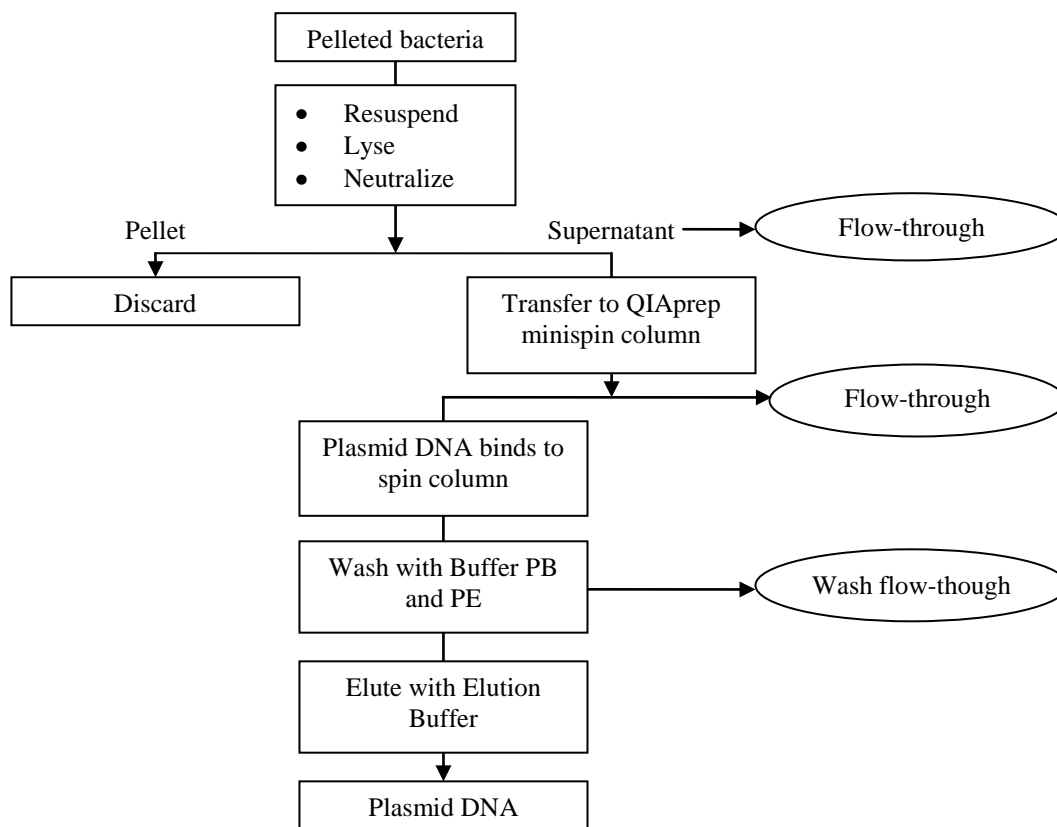 Pelleted bacteria
• Resuspend
• Lyse
• Neutralize
Pellet
Supernatant
Flow-through
Discard
Transfer to QIAprep
minispin column
Flow-through
Plasmid DNA binds to
spin column
Wash with Buffer PB
and PE
Wash flow-though
Elute with Elution
Buffer
Plasmid DNA